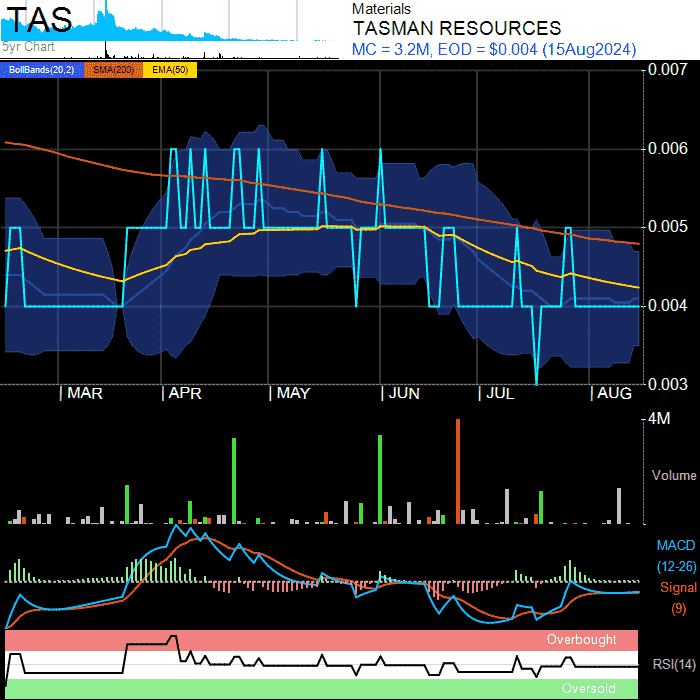 TAS
5yr Chart
Materials
TASMAN RESOURCES
MC = 3.2M, EOD = $0.004 (15Aug2024)
BollBands(20,2) SMA(200) EMA(50)
0.007
0.006
0.005
0.004
0.003
| MAR | APR | MAY | JUN | JUL | AUG
4M
Volume
MACD
(12-26)
Signal
(9)
Overbought
RSI(14)
Oversold